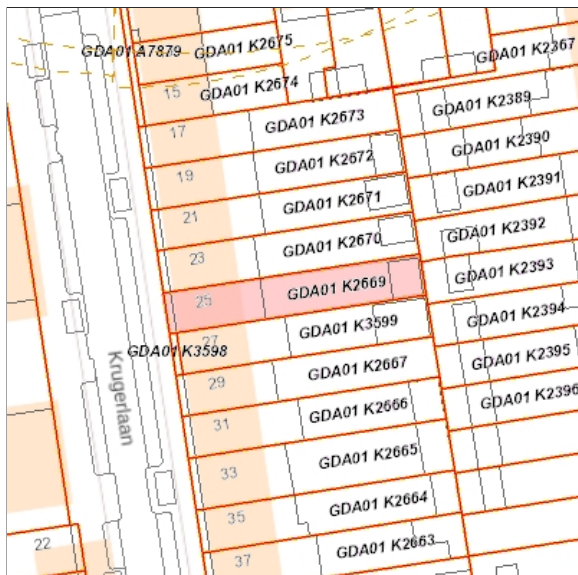 GDA01 A7879
GDA01 K2675
GDA01 K2367
15
GDA01 K2674
GDA01 K2389
17
GDA01 K2673
GDA01 K2390
19
GDA01 K2672
GDA01 K2391
21
GDA01 K2671
GDA01 K2392
23
GDA01 K2670
GDA01 K2393
25
GDA01 K2669
GDA01 K2394
27
GDA01 K3599
GDA01 K3598
GDA01 K2395
29
GDA01 K2667
GDA01 K2396
Krugerlaan
31
GDA01 K2666
33
GDA01 K2665
35
GDA01 K2664
22
37
GDA01 K2663